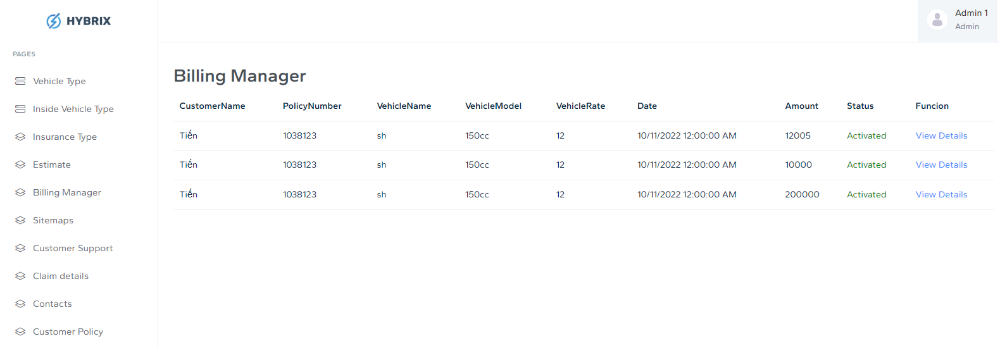 HYBRIX
Admin 1
Admin
PAGES
Vehicle Type
Inside Vehicle Type
Insurance Type
Estimate
Billing Manager
Sitemaps
Customer Support
Claim details
Contacts
Customer Policy
Billing Manager
CustomerName PolicyNumber VehicleName VehicleModel VehicleRate Date Amount Status Funcion
Tiến 1038123 sh 150cc 12 10/11/2022 12:00:00 AM 12005 Activated View Details
Tiến 1038123 sh 150cc 12 10/11/2022 12:00:00 AM 10000 Activated View Details
Tiến 1038123 sh 150cc 12 10/11/2022 12:00:00 AM 200000 Activated View Details